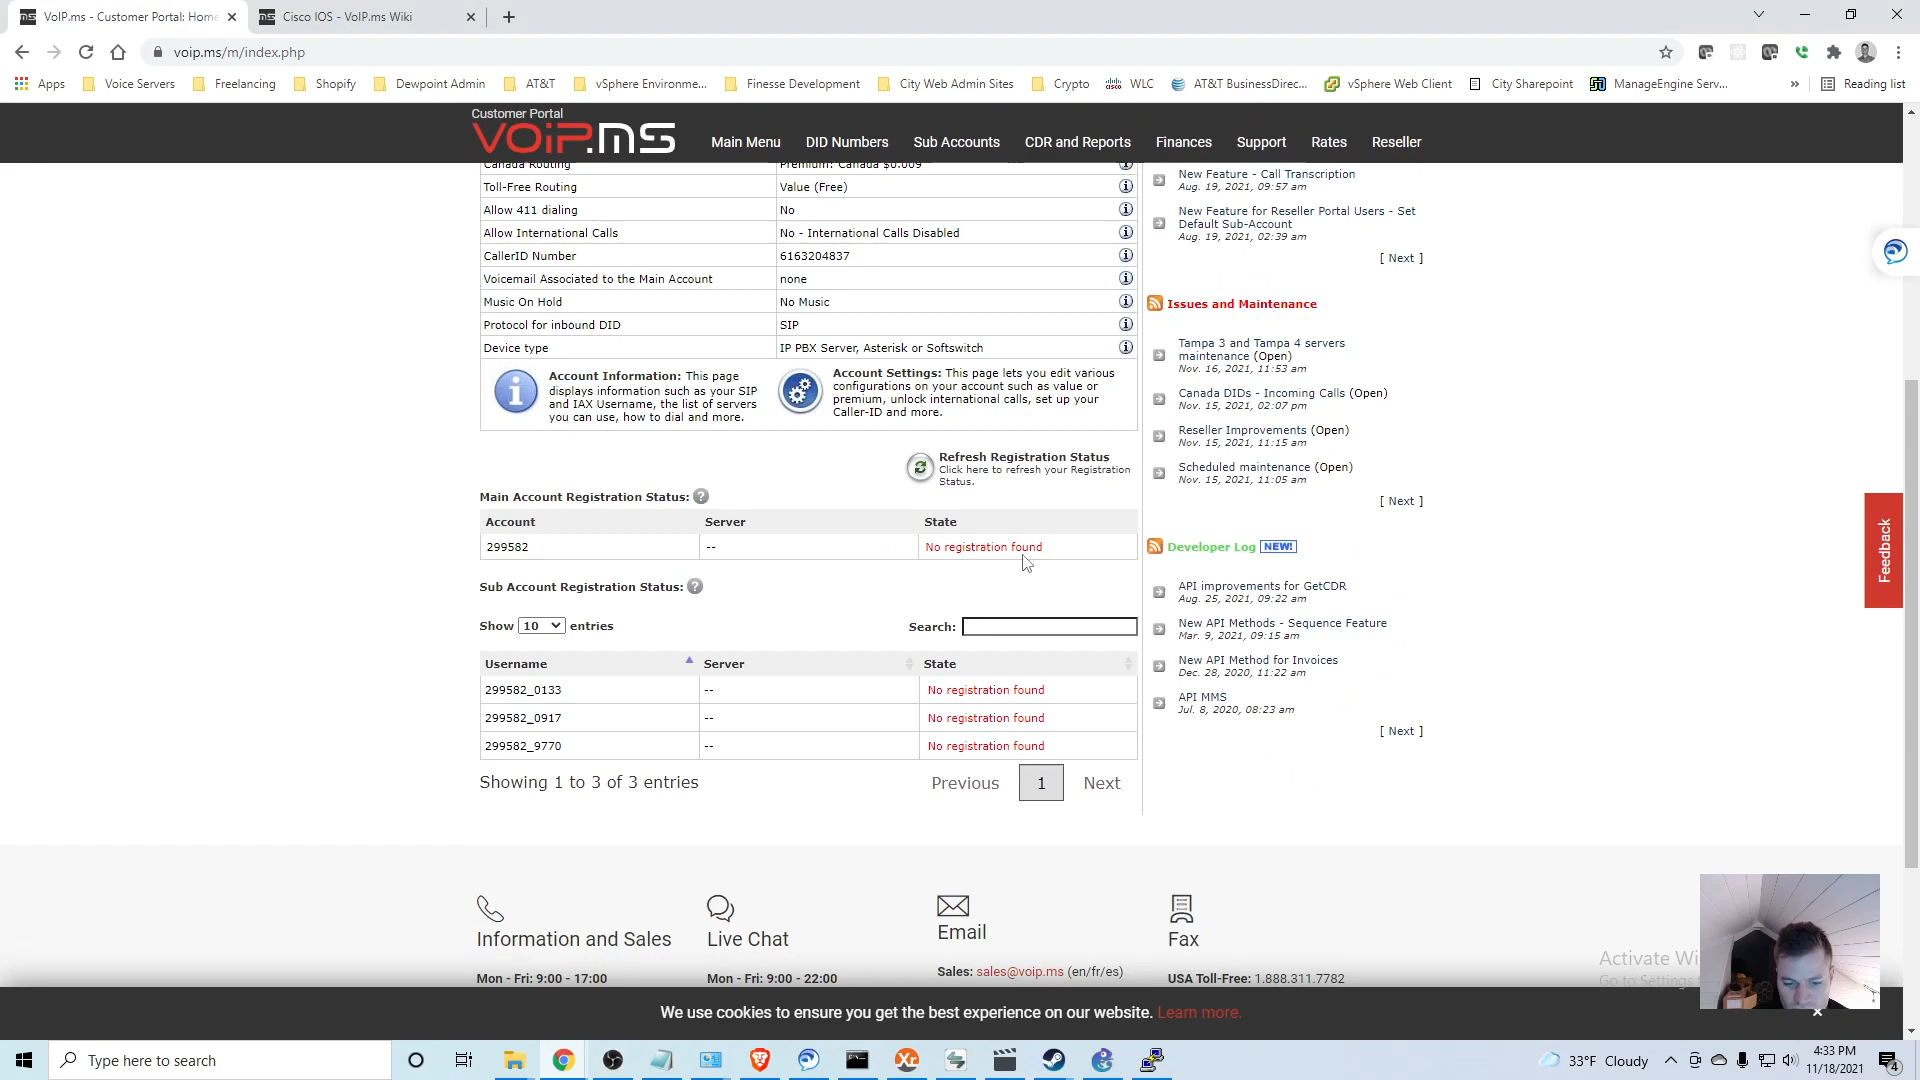 VoIP.ms - Customer Portal: Home
Cisco IOS - VoIP.ms Wiki
voip.ms/m/index.php
Apps
Voice Servers
Freelancing
Shopify
Dewpoint Admin
AT&T
vSphere Environme...
Finesse Development
City Web Admin Sites
Crypto
WLC
AT&T BusinessDirec...
vSphere Web Client
City Sharepoint
ManageEngine Serv...
»
Reading list
Customer Portal
VOIP.MS
Main Menu
DID Numbers
Sub Accounts
CDR and Reports
Finances
Support
Rates
Reseller
Canada Routing Premium: Canada $0.009
Toll-Free Routing Value (Free)
Allow 411 dialing No
Allow International Calls No - International Calls Disabled
CallerID Number 6163204837
Voicemail Associated to the Main Account none
Music On Hold No Music
Protocol for inbound DID SIP
Device type IP PBX Server, Asterisk or Softswitch
Account Information: This page
displays information such as your SIP
and IAX Username, the list of servers
you can use, how to dial and more.
Account Settings: This page lets you edit various
configurations on your account such as value or
premium, unlock international calls, set up your
Caller-ID and more.
Refresh Registration Status
Click here to refresh your Registration
Status.
Main Account Registration Status: ?
Account Server State
299582 -- No registration found
Sub Account Registration Status: ?
Show 10 entries
Search:
Username Server State
299582_0133 -- No registration found
299582_0917 -- No registration found
299582_9770 -- No registration found
Showing 1 to 3 of 3 entries
Previous 1 Next
New Feature - Call Transcription
Aug. 19, 2021, 09:57 am
New Feature for Reseller Portal Users - Set
Default Sub-Account
Aug. 19, 2021, 02:39 am
[ Next ]
Issues and Maintenance
Tampa 3 and Tampa 4 servers
maintenance (Open)
Nov. 16, 2021, 11:53 am
Canada DIDs - Incoming Calls (Open)
Nov. 15, 2021, 02:07 pm
Reseller Improvements (Open)
Nov. 15, 2021, 11:15 am
Scheduled maintenance (Open)
Nov. 15, 2021, 11:05 am
[ Next ]
Developer Log NEW!
API improvements for GetCDR
Aug. 25, 2021, 09:22 am
New API Methods - Sequence Feature
Mar. 9, 2021, 09:15 am
New API Method for Invoices
Dec. 28, 2020, 11:22 am
API MMS
Jul. 8, 2020, 08:23 am
[ Next ]
Feedback
Information and Sales
Mon - Fri: 9:00 - 17:00
Live Chat
Mon - Fri: 9:00 - 22:00
Email
Sales: sales@voip.ms (en/fr/es)
Fax
USA Toll-Free: 1.888.311.7782
Activate Wi
Go to Settings
We use cookies to ensure you get the best experience on our website. Learn more.
Type here to search
33°F Cloudy
4:33 PM
11/18/2021
4